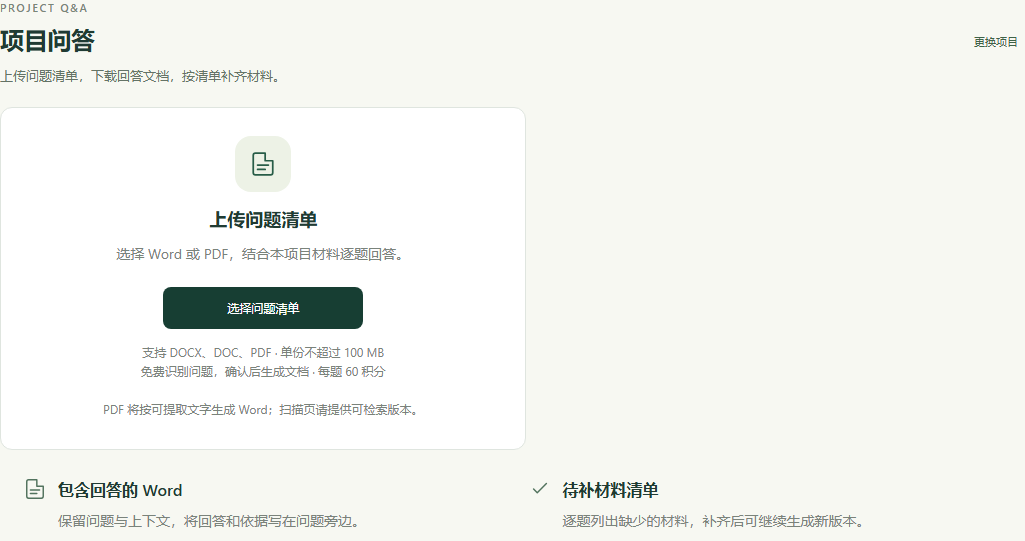 PROJECT Q&A
项目问答
更换项目
上传问题清单，下载回答文档，按清单补齐材料。
上传问题清单
选择 Word 或 PDF，结合本项目材料逐题回答。
选择问题清单
支持 DOCX、DOC、PDF · 单份不超过 100 MB
免费识别问题，确认后生成文档 · 每题 60 积分
PDF 将按可提取文字生成 Word；扫描页请提供可检索版本。
包含回答的 Word
保留问题与上下文，将回答和依据写在问题旁边。
待补材料清单
逐题列出缺少的材料，补齐后可继续生成新版本。